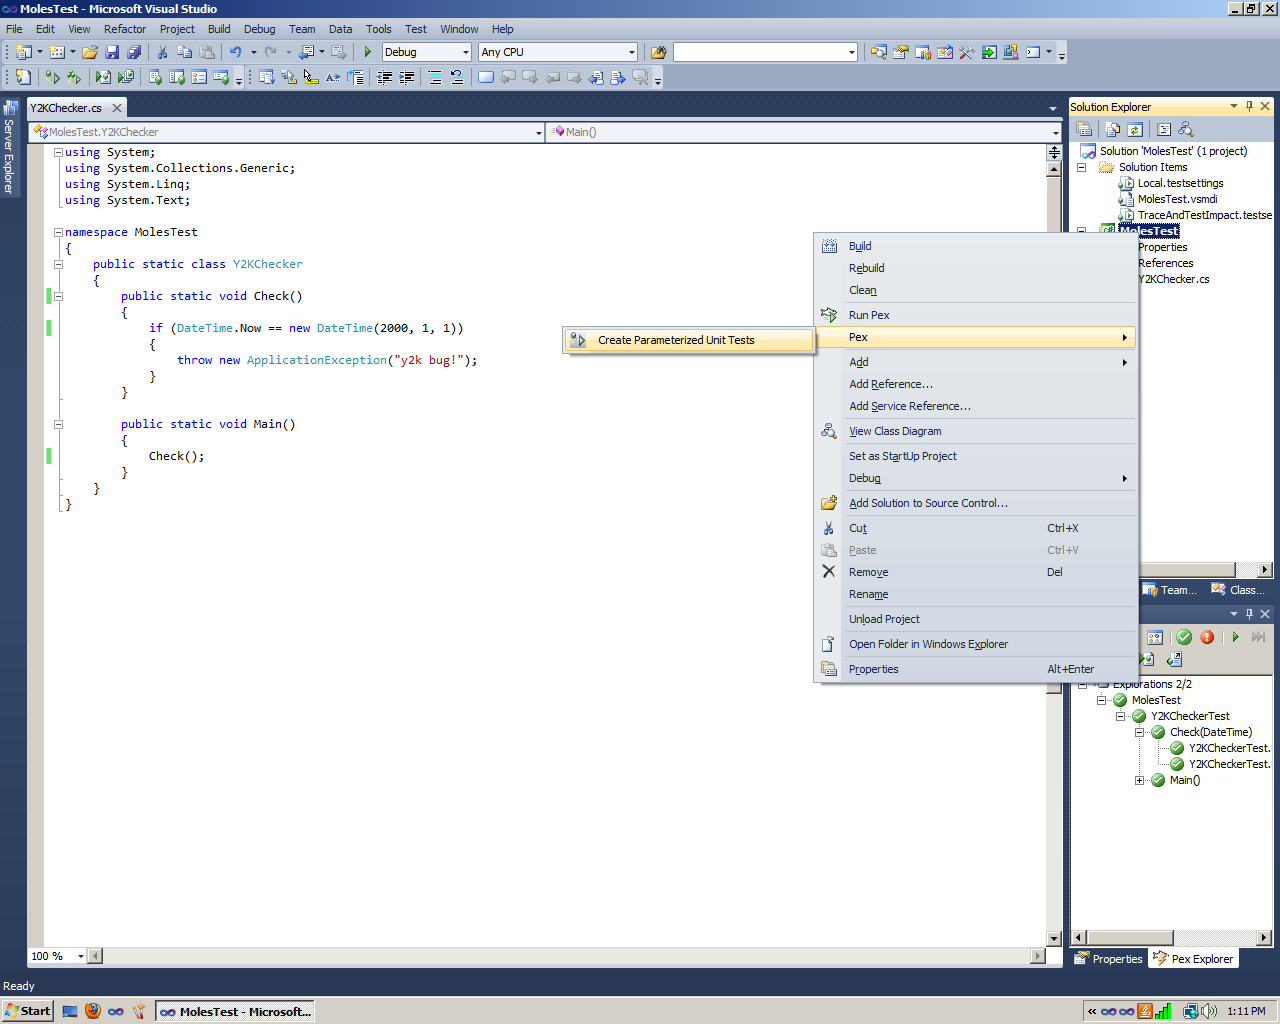 MolesTest - Microsoft Visual Studio
File Edit View Refactor Project Build Debug Team Data Tools Test Window Help
Debug Any CPU
Server Explorer
Y2KChecker.cs
MolesTest.Y2KChecker Main()
using System;
using System.Collections.Generic;
using System.Linq;
using System.Text;
namespace MolesTest
{
public static class Y2KChecker
{
public static void Check()
{
if (DateTime.Now == new DateTime(2000, 1, 1))
{
throw new ApplicationException("y2k bug!");
}
}
public static void Main()
{
Check();
}
}
}
100 %
Create Parameterized Unit Tests
Build
Rebuild
Clean
Run Pex
Pex
Add
Add Reference...
Add Service Reference...
View Class Diagram
Set as StartUp Project
Debug
Add Solution to Source Control...
Cut Ctrl+X
Paste Ctrl+V
Remove Del
Rename
Unload Project
Open Folder in Windows Explorer
Properties Alt+Enter
Solution Explorer
Solution 'MolesTest' (1 project)
Solution Items
Local.testsettings
MolesTest.vsmdi
TraceAndTestImpact.testse
MolesTest
Properties
References
Y2KChecker.cs
Team... Class...
Explorations 2/2
MolesTest
Y2KCheckerTest
Check(DateTime)
Y2KCheckerTest.
Y2KCheckerTest.
Main()
Properties Pex Explorer
Ready
Start MolesTest - Microsoft... « 1:11 PM